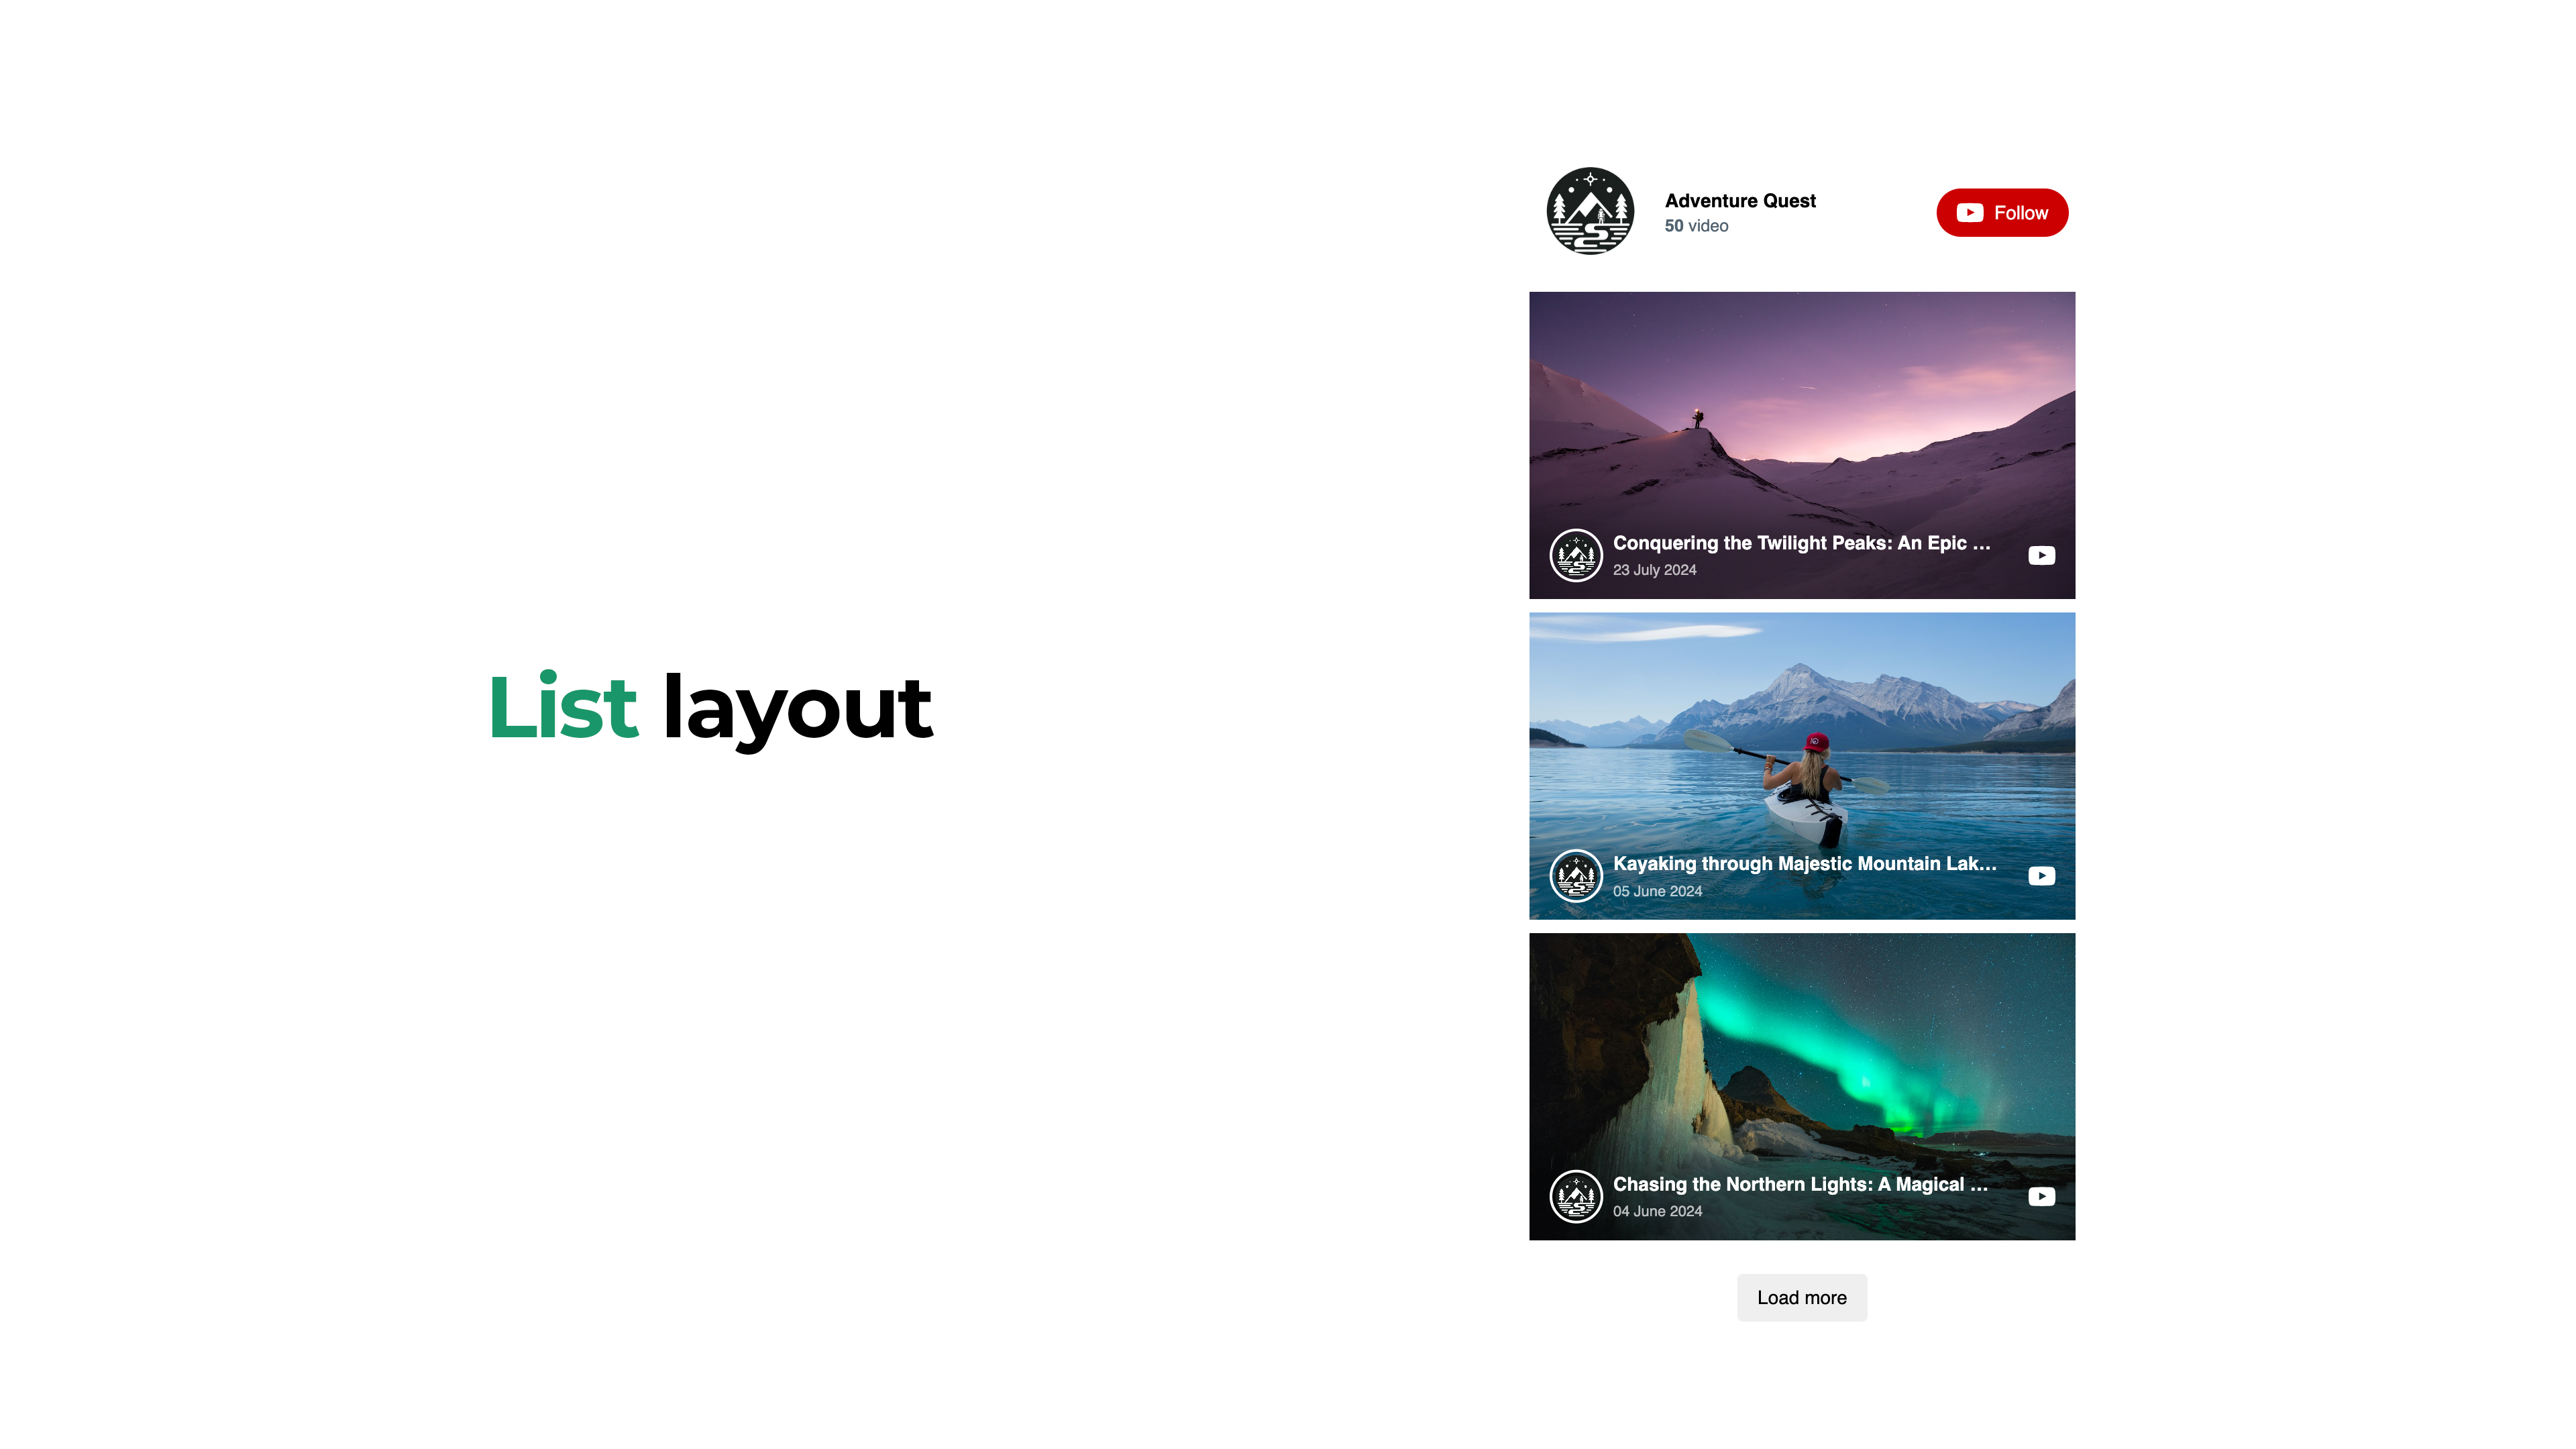 List layout
Adventure Quest
50 video
Follow
Conquering the Twilight Peaks: An Epic ...
23 July 2024
Kayaking through Majestic Mountain Lak...
05 June 2024
Chasing the Northern Lights: A Magical ...
04 June 2024
Load more